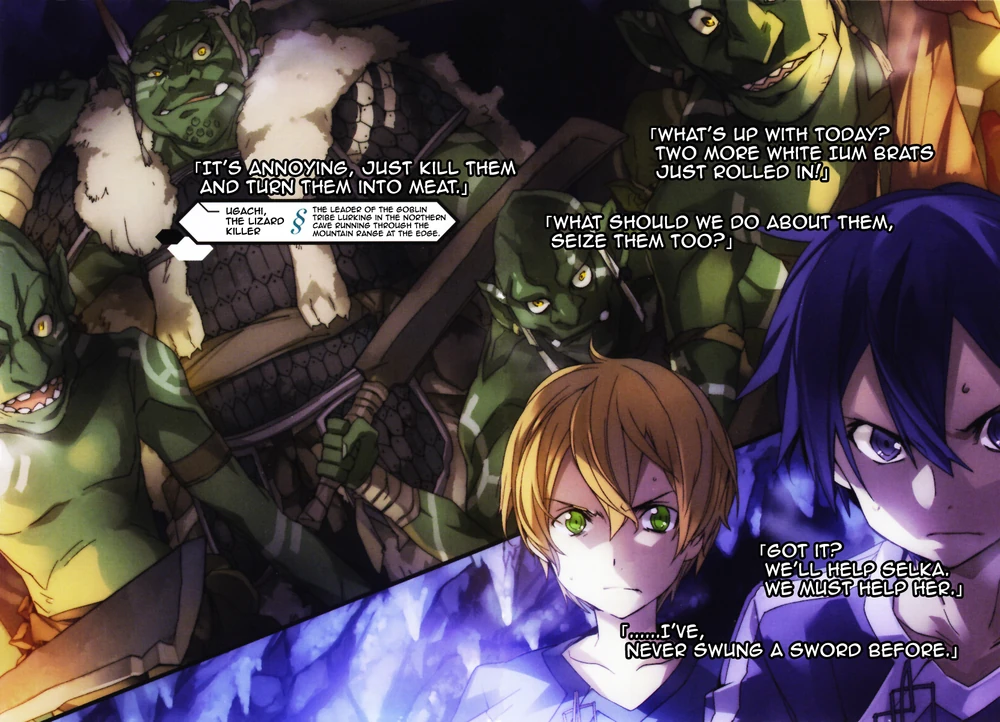 「IT'S ANNOYING, JUST KILL THEM
AND TURN THEM INTO MEAT.」
UGACHI,
THE LIZARD
KILLER
§
THE LEADER OF THE GOBLIN
TRIBE LURKING IN THE NORTHERN
CAVE RUNNING THROUGH THE
MOUNTAIN RANGE AT THE EDGE.
「WHAT'S UP WITH TODAY?
TWO MORE WHITE IUM BRATS
JUST ROLLED IN!」
「WHAT SHOULD WE DO ABOUT THEM,
SEIZE THEM TOO?」
「GOT IT?
WE'LL HELP SELKA.
WE MUST HELP HER.」
「......I'VE,
NEVER SWUNG A SWORD BEFORE.」